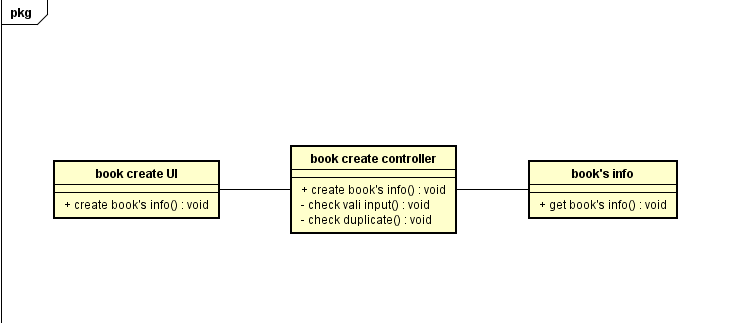 pkg
book create UI
+ create book's info() : void
book create controller
+ create book's info() : void
- check vali input() : void
- check duplicate() : void
book's info
+ get book's info() : void